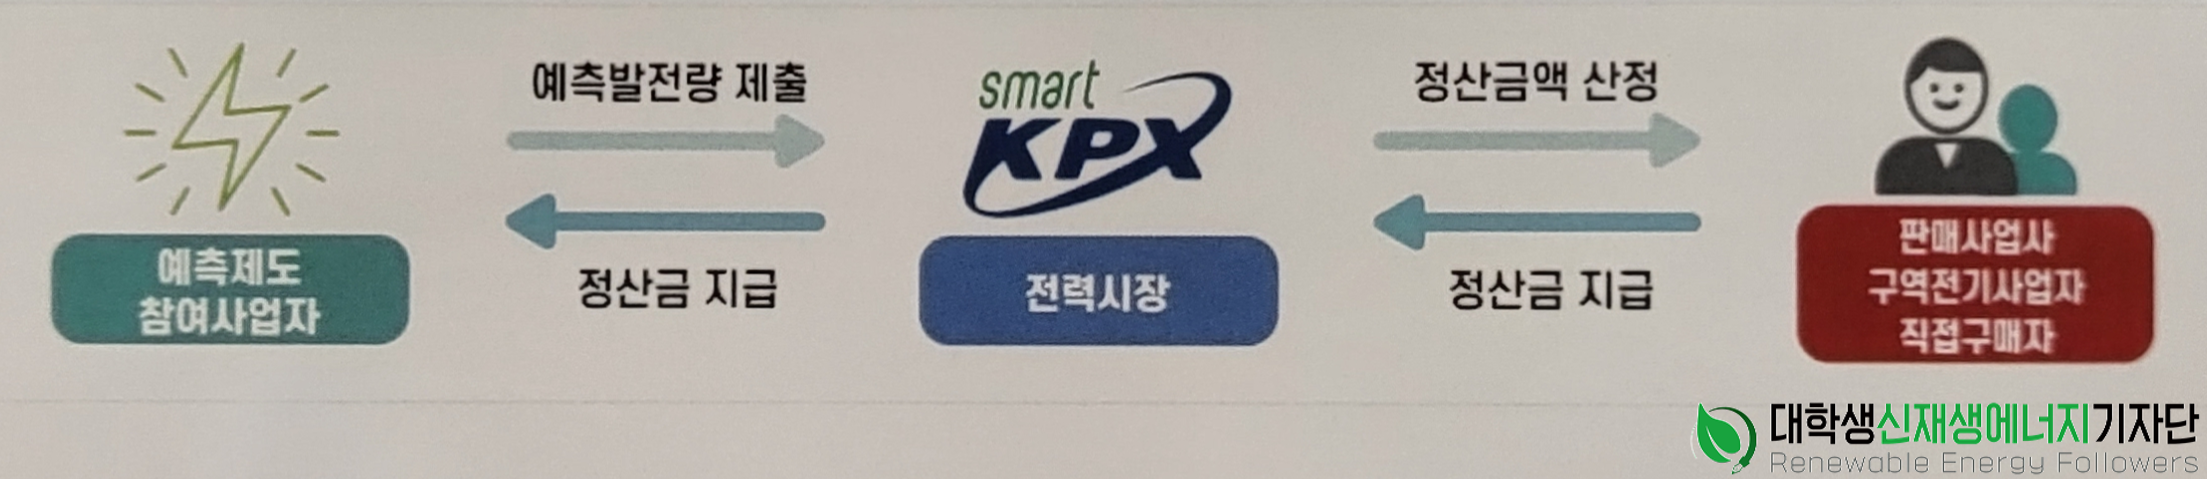 예측발전량 제출
smart
KPX
정산금액 산정
예측제도
참여사업자
정산금 지급
전력시장
정산금 지급
판매사업사
구역전기사업자
직접구매자
대학생신재생에너지기자단
Renewable Energy Followers